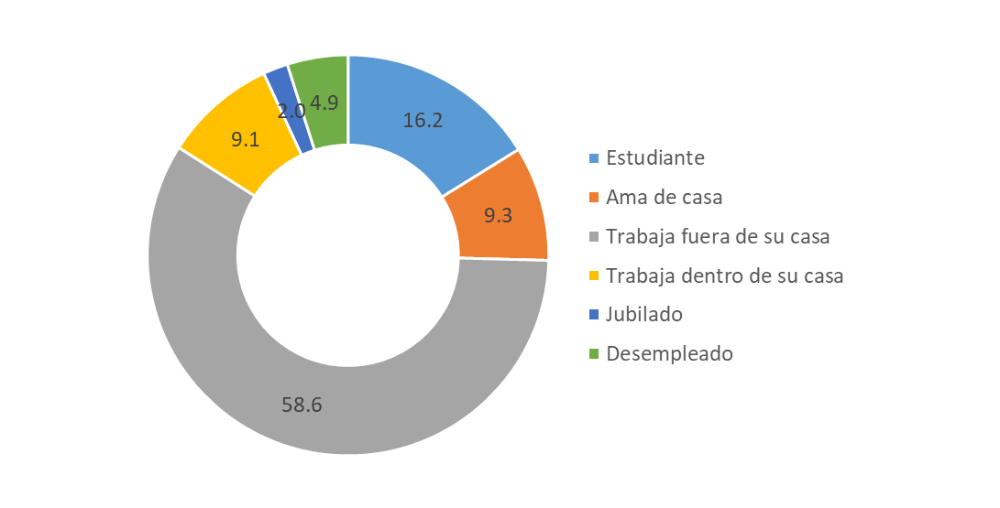 2.0
4.9
16.2
9.1
9.3
58.6
Estudiante
Ama de casa
Trabaja fuera de su casa
Trabaja dentro de su casa
Jubilado
Desempleado